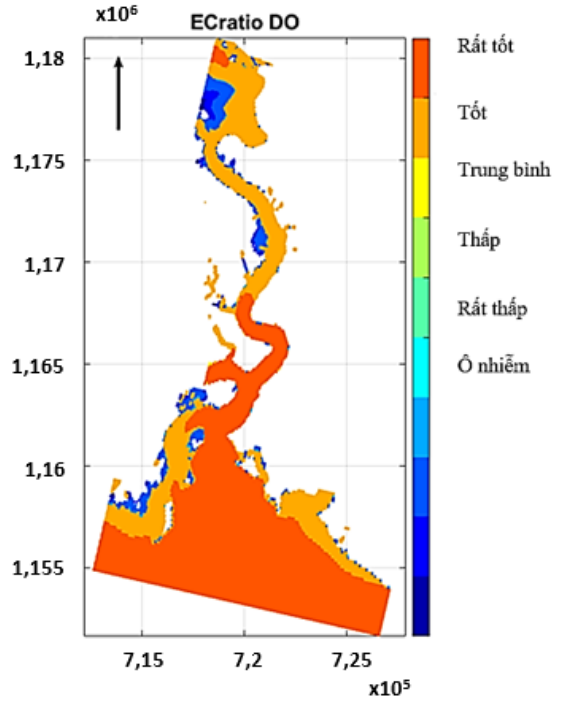 x10⁶
ECratio DO
1,18
1,175
1,17
1,165
1,16
1,155
7,15
7,2
7,25
x10⁵
Rất tốt
Tốt
Trung bình
Thấp
Rất thấp
Ô nhiễm